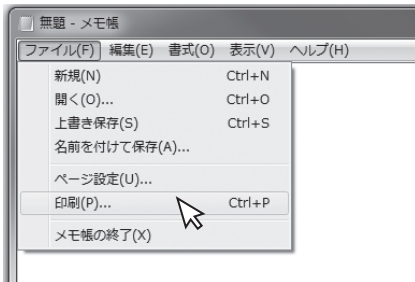 無題 - メモ帳
ファイル(F) 編集(E) 書式(O) 表示(V) ヘルプ(H)
新規(N) Ctrl+N
開く(O)... Ctrl+O
上書き保存(S) Ctrl+S
名前を付けて保存(A)...
ページ設定(U)...
印刷(P)... Ctrl+P
メモ帳の終了(X)